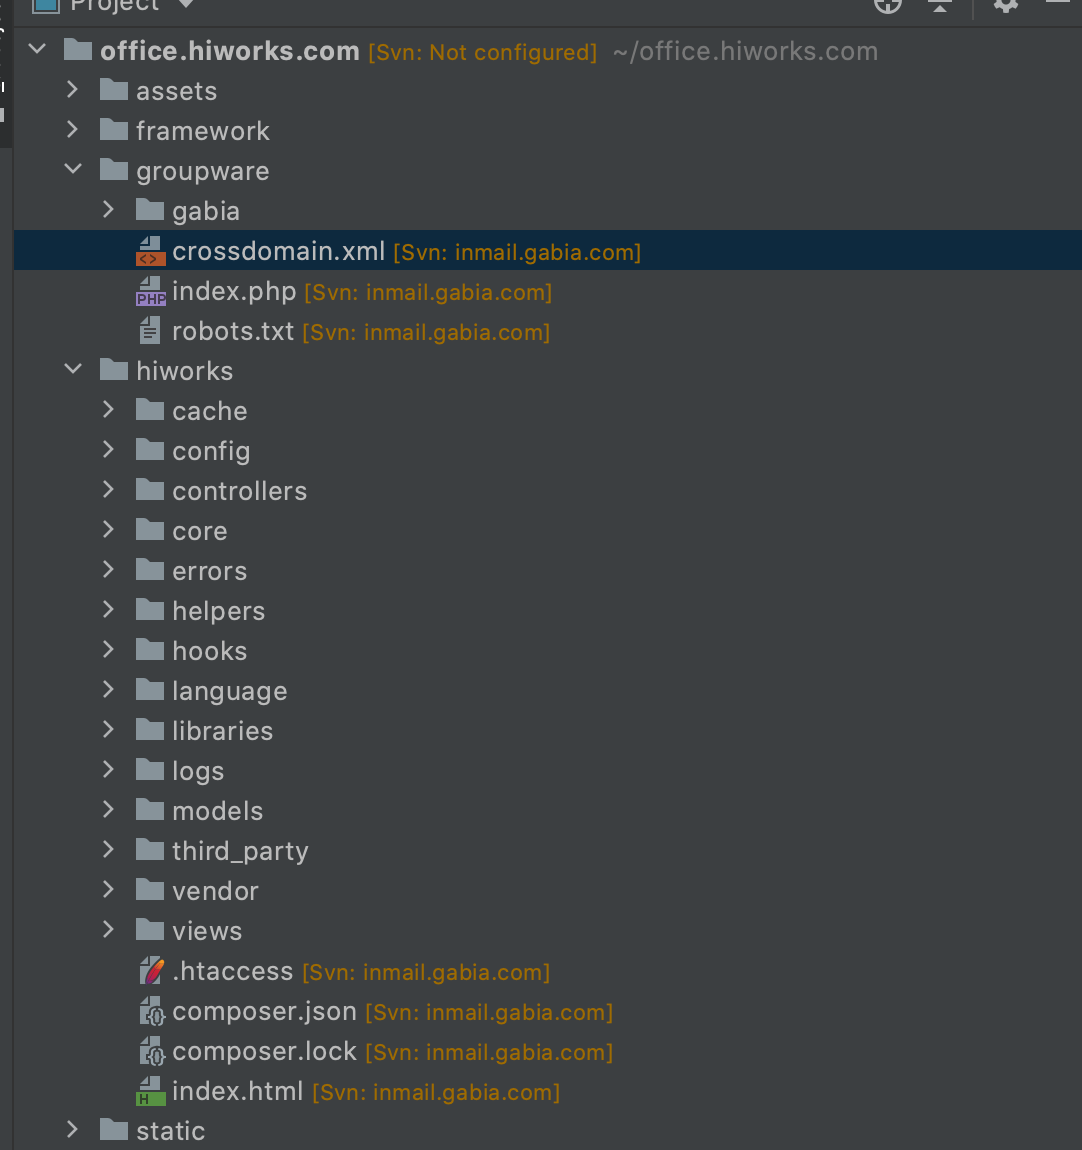 Project
office.hiworks.com [Svn: Not configured] ~/office.hiworks.com
assets
framework
groupware
gabia
crossdomain.xml [Svn: inmail.gabia.com]
index.php [Svn: inmail.gabia.com]
robots.txt [Svn: inmail.gabia.com]
hiworks
cache
config
controllers
core
errors
helpers
hooks
language
libraries
logs
models
third_party
vendor
views
.htaccess [Svn: inmail.gabia.com]
composer.json [Svn: inmail.gabia.com]
composer.lock [Svn: inmail.gabia.com]
index.html [Svn: inmail.gabia.com]
static